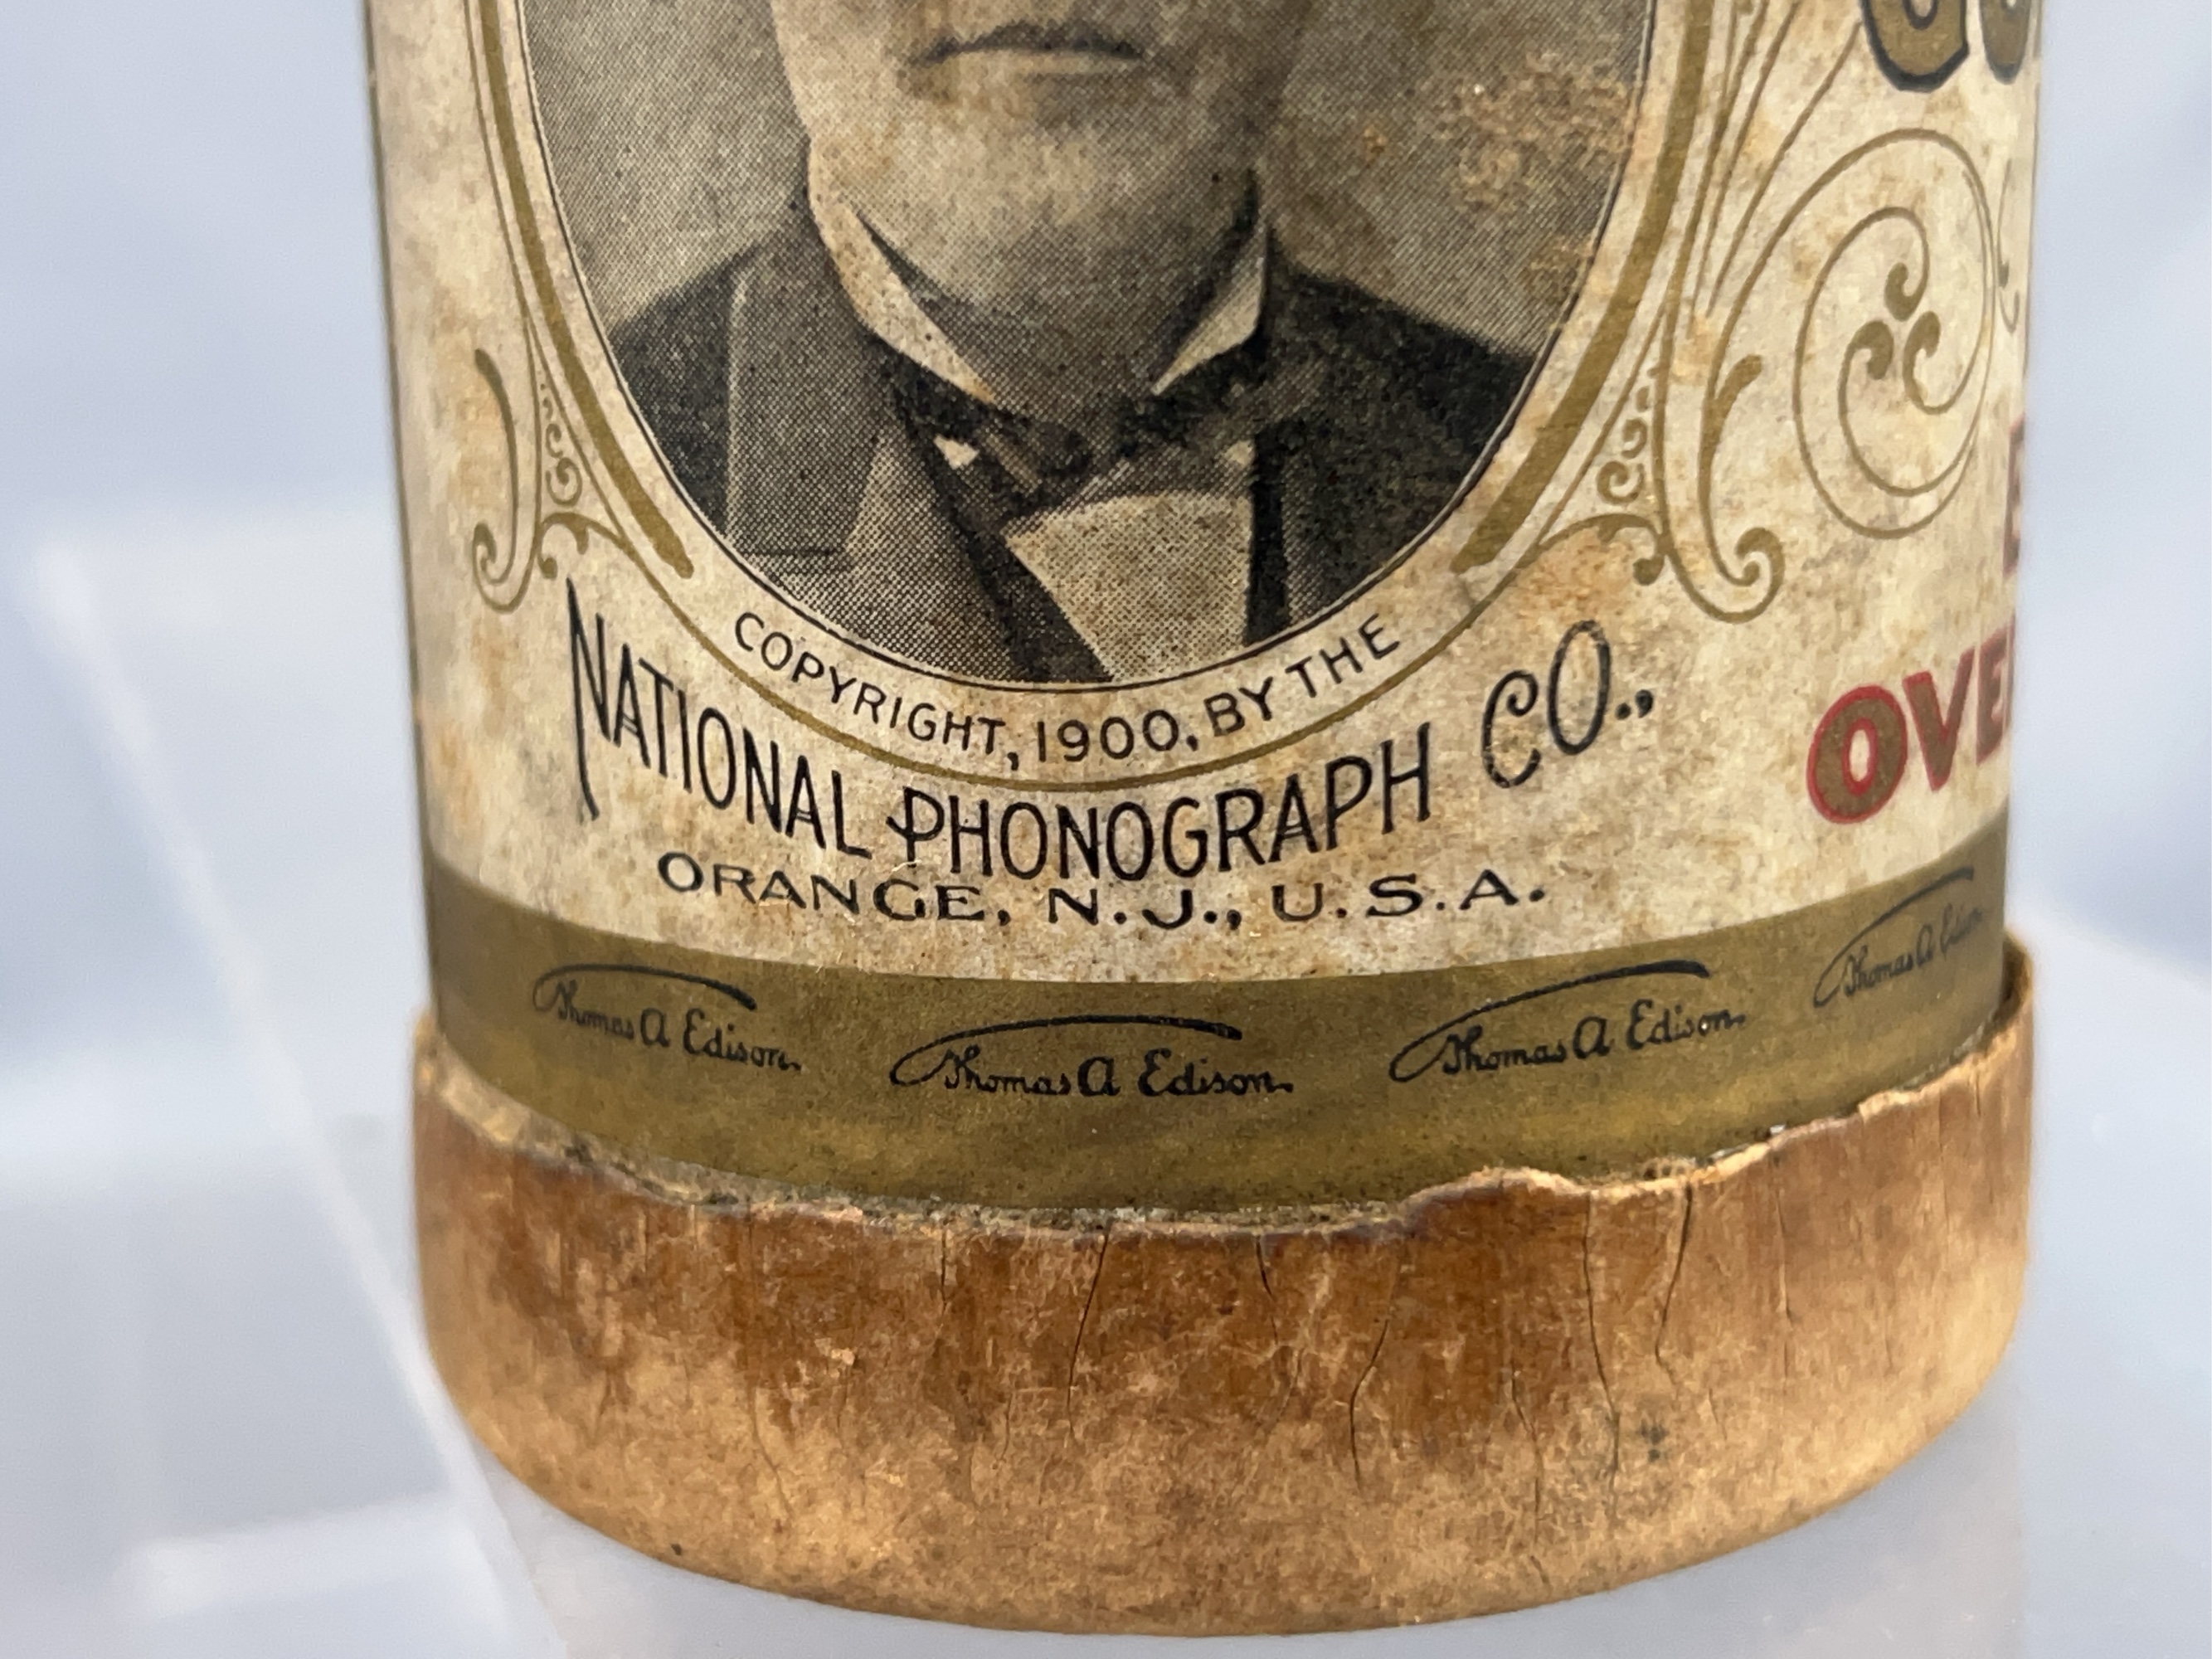 COPYRIGHT, 1900, BY THE
NATIONAL PHONOGRAPH CO.,
ORANGE, N.J., U.S.A.
Thomas A Edison.
Thomas A Edison.
Thomas A Edison.
Thomas A Edison